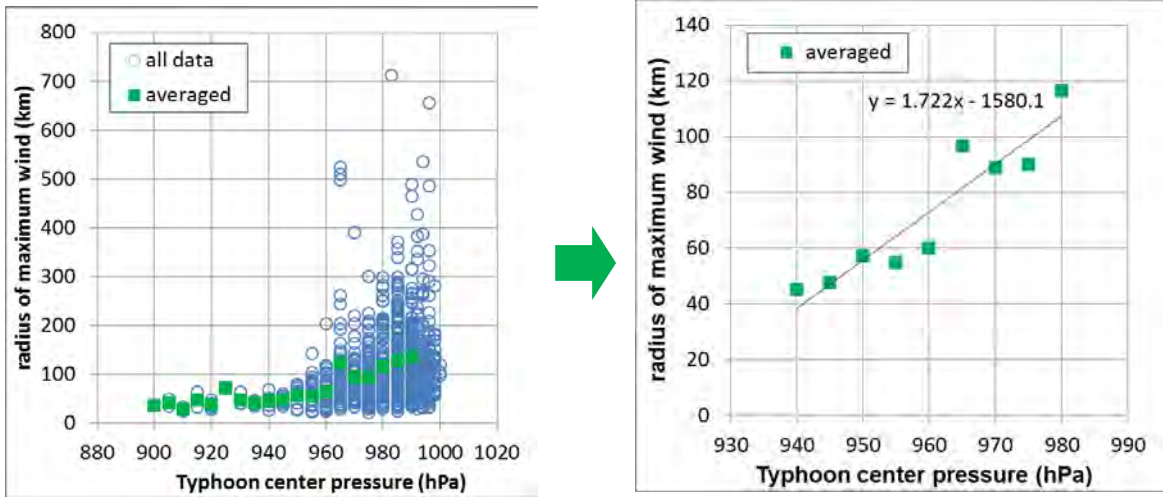 radius of maximum wind (km)
800
700
600
500
400
300
200
100
0
all data
averaged
880 900 920 940 960 980 1000 1020
Typhoon center pressure (hPa)
radius of maximum wind (km)
140
120
100
80
60
40
20
0
averaged
y = 1.722x - 1580.1
930 940 950 960 970 980 990
Typhoon center pressure (hPa)